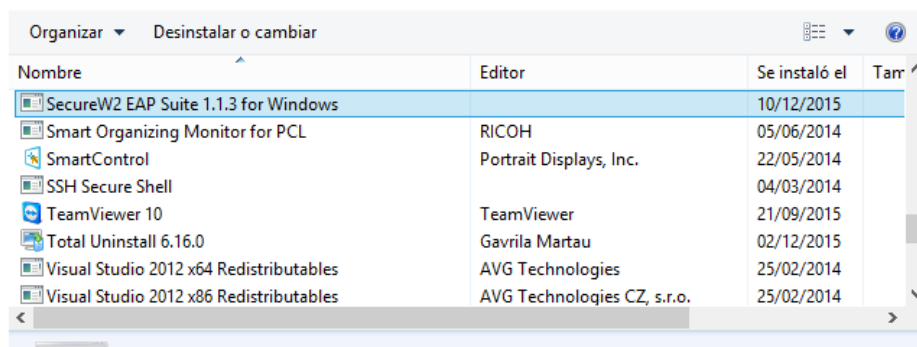 Organizar Desinstalar o cambiar
Nombre Editor Se instaló el Tam
SecureW2 EAP Suite 1.1.3 for Windows 10/12/2015
Smart Organizing Monitor for PCL RICOH 05/06/2014
SmartControl Portrait Displays, Inc. 22/05/2014
SSH Secure Shell 04/03/2014
TeamViewer 10 TeamViewer 21/09/2015
Total Uninstall 6.16.0 Gavrila Martau 02/12/2015
Visual Studio 2012 x64 Redistributables AVG Technologies 25/02/2014
Visual Studio 2012 x86 Redistributables AVG Technologies CZ, s.r.o. 25/02/2014